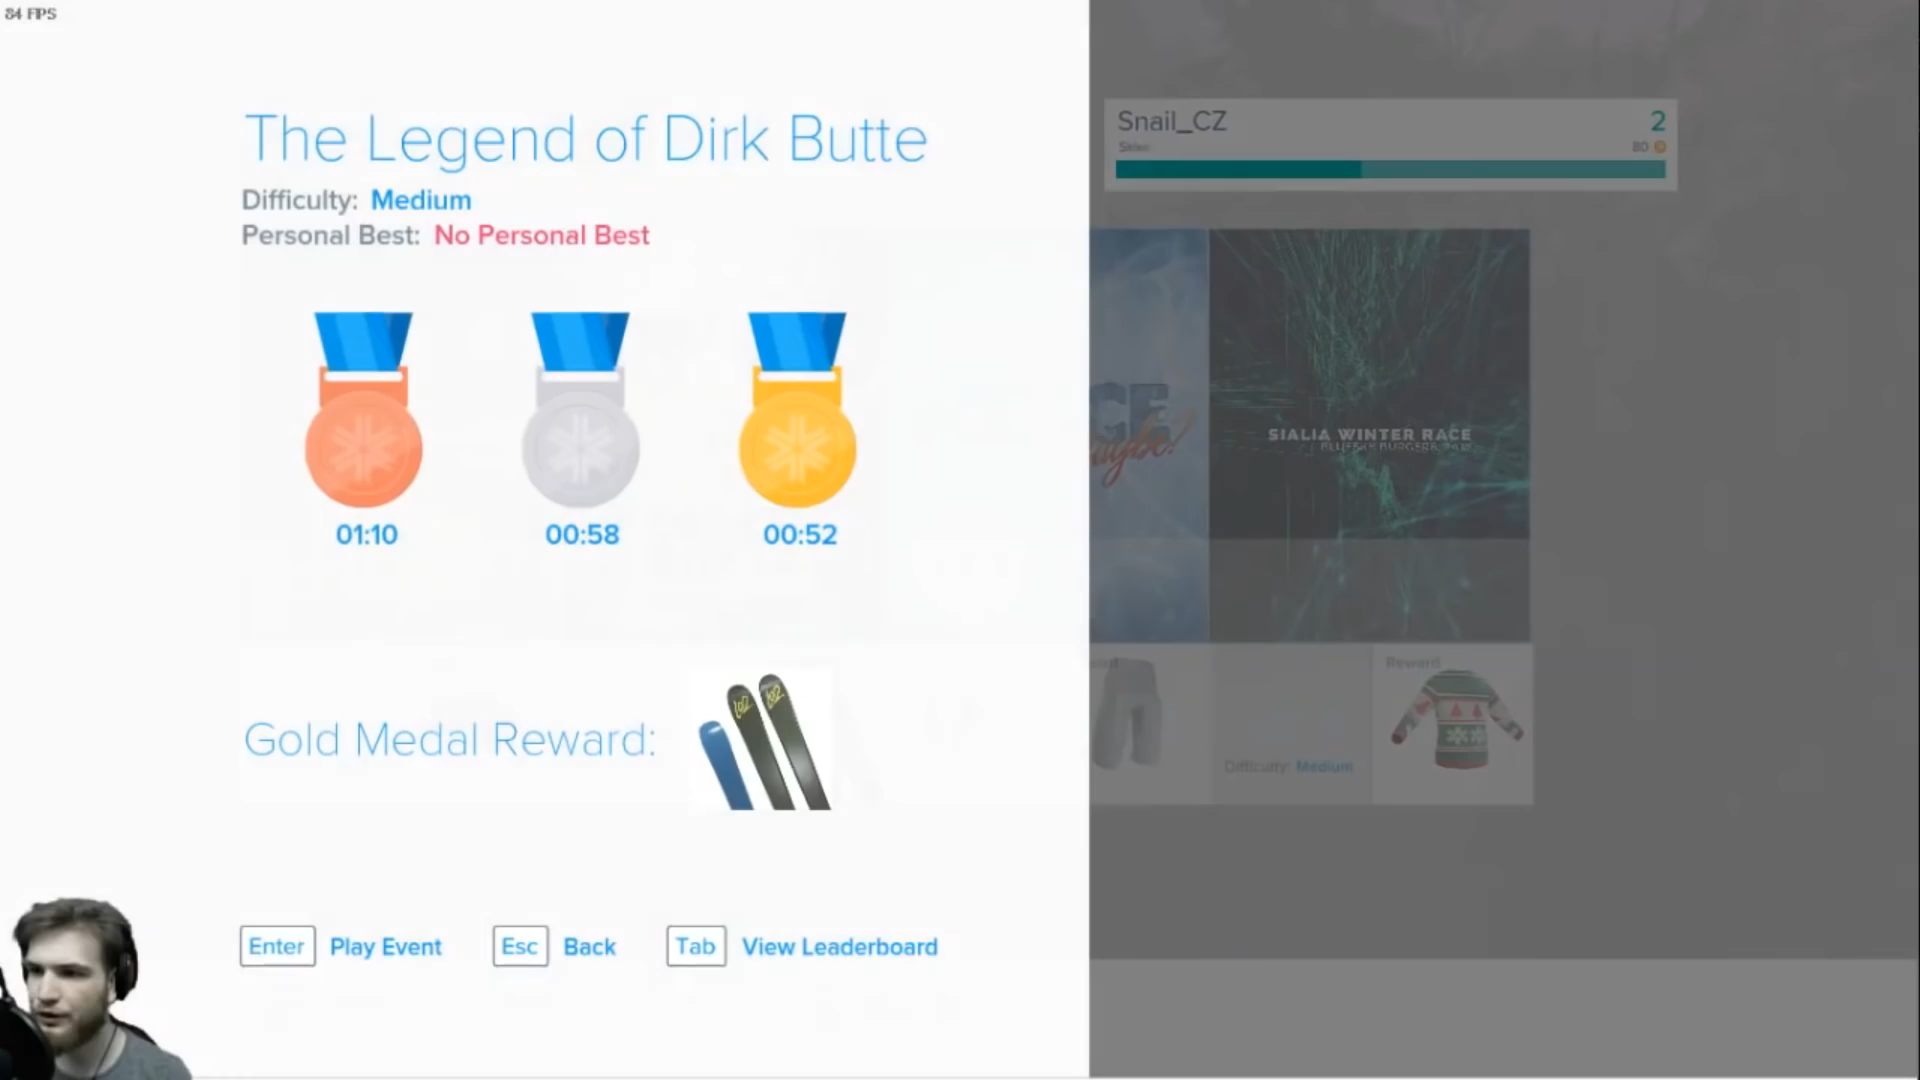 84 FPS
The Legend of Dirk Butte
Difficulty: Medium
Personal Best: No Personal Best
01:10
00:58
00:52
Gold Medal Reward:
Enter Play Event Esc Back Tab View Leaderboard
Snail_CZ 2
80
SIALIA WINTER RACE
Reward
Difficulty: Medium